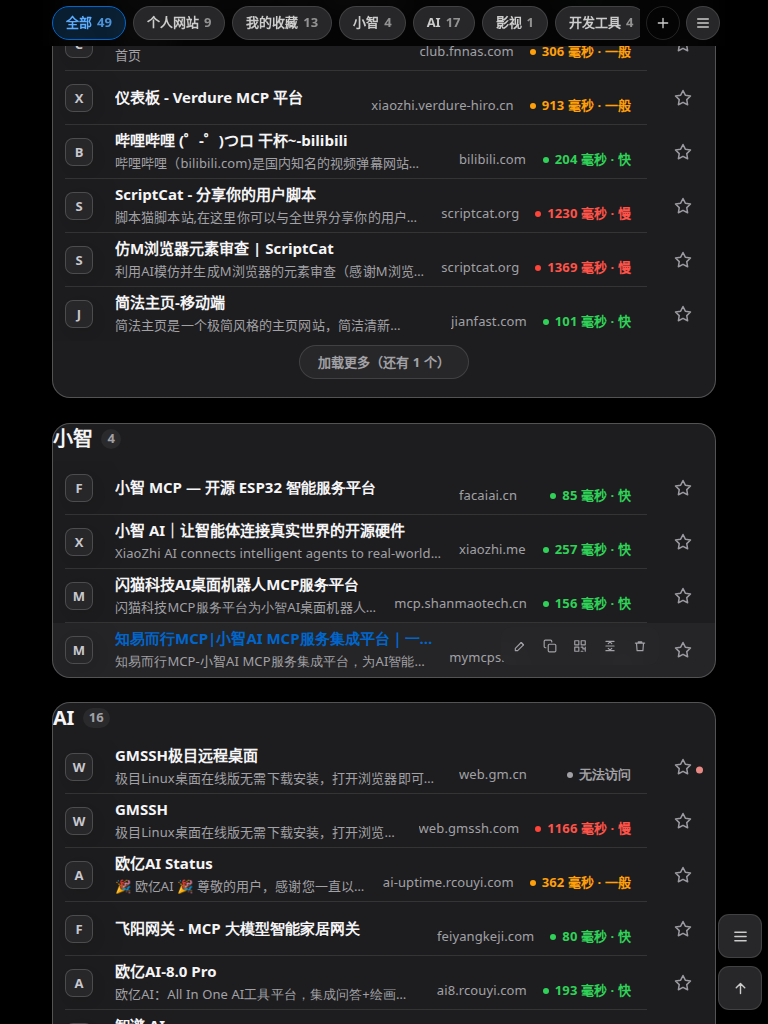 全部 49
个人网站 9
我的收藏 13
小智 4
AI 17
影视 1
开发工具 4
首页
club.fnnas.com
306 毫秒 · 一般
X
仪表板 - Verdure MCP 平台
xiaozhi.verdure-hiro.cn
913 毫秒 · 一般
B
哔哩哔哩 (゜-゜)つロ 干杯~-bilibili
哔哩哔哩（bilibili.com)是国内知名的视频弹幕网站...
bilibili.com
204 毫秒 · 快
S
ScriptCat - 分享你的用户脚本
脚本猫脚本站,在这里你可以与全世界分享你的用户...
scriptcat.org
1230 毫秒 · 慢
S
仿M浏览器元素审查 | ScriptCat
利用AI模仿并生成M浏览器的元素审查（感谢M浏览...
scriptcat.org
1369 毫秒 · 慢
J
简法主页-移动端
简法主页是一个极简风格的主页网站，简洁清新...
jianfast.com
101 毫秒 · 快
加载更多（还有 1 个）
小智 4
F
小智 MCP — 开源 ESP32 智能服务平台
facaiai.cn
85 毫秒 · 快
X
小智 AI｜让智能体连接真实世界的开源硬件
XiaoZhi AI connects intelligent agents to real-world...
xiaozhi.me
257 毫秒 · 快
M
闪猫科技AI桌面机器人MCP服务平台
闪猫科技MCP服务平台为小智AI桌面机器人...
mcp.shanmaotech.cn
156 毫秒 · 快
M
知易而行MCP|小智AI MCP服务集成平台 | 一...
知易而行MCP-小智AI MCP服务集成平台，为AI智能...
mymcps.
AI 16
W
GMSSH极目远程桌面
极目Linux桌面在线版无需下载安装，打开浏览器即可...
web.gm.cn
无法访问
W
GMSSH
极目Linux桌面在线版无需下载安装，打开浏览...
web.gmssh.com
1166 毫秒 · 慢
A
欧亿AI Status
🎉 欧亿AI 🎉 尊敬的用户，感谢您一直以...
ai-uptime.rcouyi.com
362 毫秒 · 一般
F
飞阳网关 - MCP 大模型智能家居网关
feiyangkeji.com
80 毫秒 · 快
A
欧亿AI-8.0 Pro
欧亿AI：All In One AI工具平台，集成问答+绘画...
ai8.rcouyi.com
193 毫秒 · 快